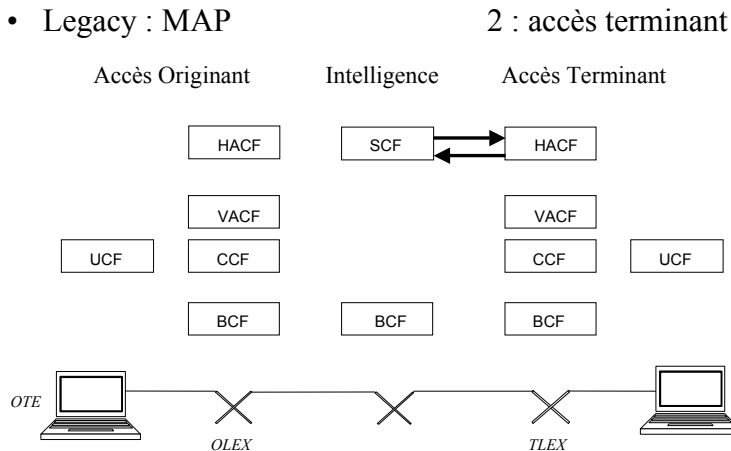 • Legacy : MAP 2 : accès terminant
Accès Originant Intelligence Accès Terminant
HACF SCF HACF
VACF VACF
UCF CCF CCF UCF
BCF BCF BCF
OTE
OLEX TLEX